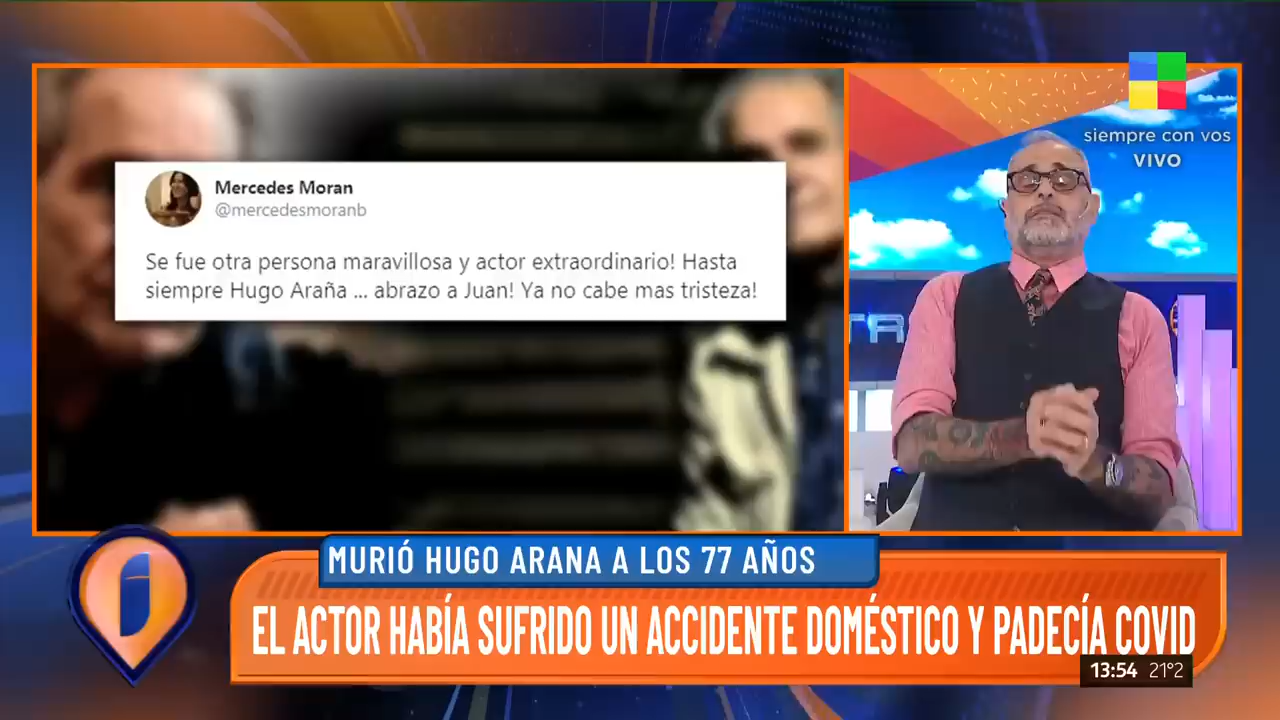 siempre con vos
VIVO
Mercedes Moran
@mercedesmoranb
Se fue otra persona maravillosa y actor extraordinario! Hasta
siempre Hugo Araña ... abrazo a Juan! Ya no cabe mas tristeza!
TRA
MURIÓ HUGO ARANA A LOS 77 AÑOS
EL ACTOR HABÍA SUFRIDO UN ACCIDENTE DOMÉSTICO Y PADECÍA COVID
13:54 21°2